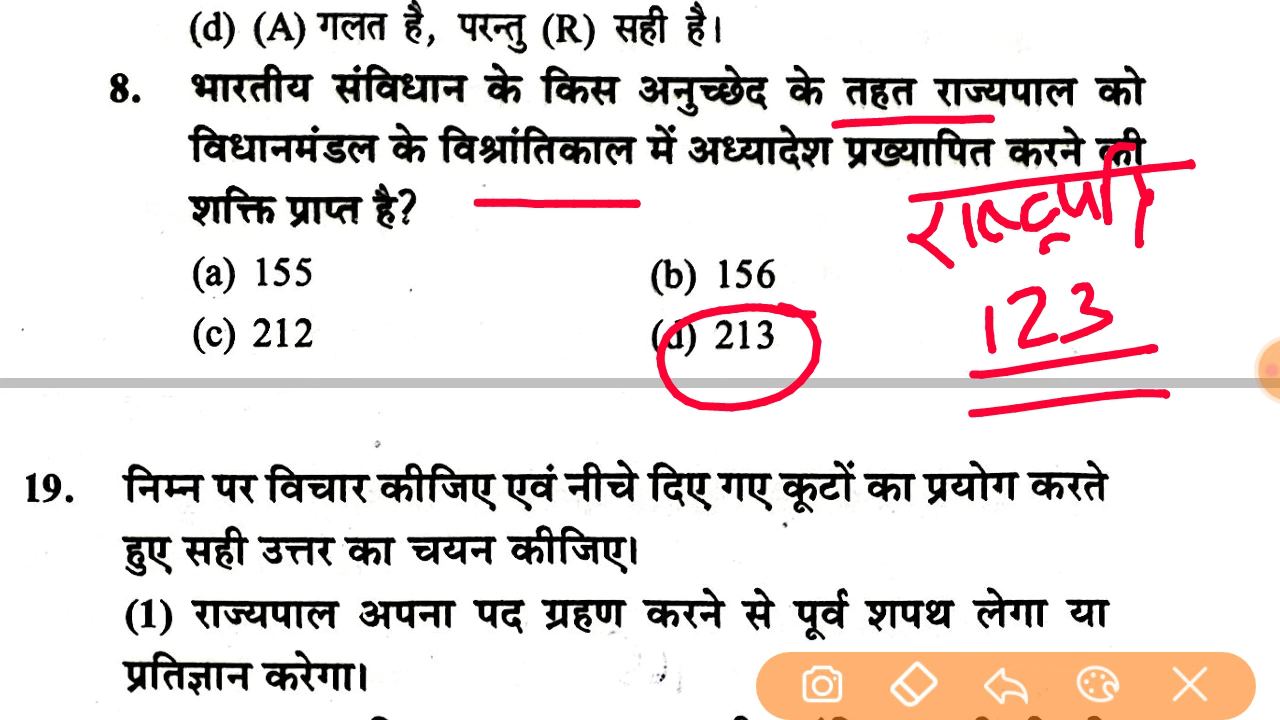 (d) (A) गलत है, परन्तु (R) सही है।
8. भारतीय संविधान के किस अनुच्छेद के तहत राज्यपाल को
विधानमंडल के विश्रांतिकाल में अध्यादेश प्रख्यापित करने की
शक्ति प्राप्त है?
राष्ट्रपति
(a) 155 (b) 156
123
(c) 212 (d) 213
19. निम्न पर विचार कीजिए एवं नीचे दिए गए कूटों का प्रयोग करते
हुए सही उत्तर का चयन कीजिए।
(1) राज्यपाल अपना पद ग्रहण करने से पूर्व शपथ लेगा या
प्रतिज्ञान करेगा।